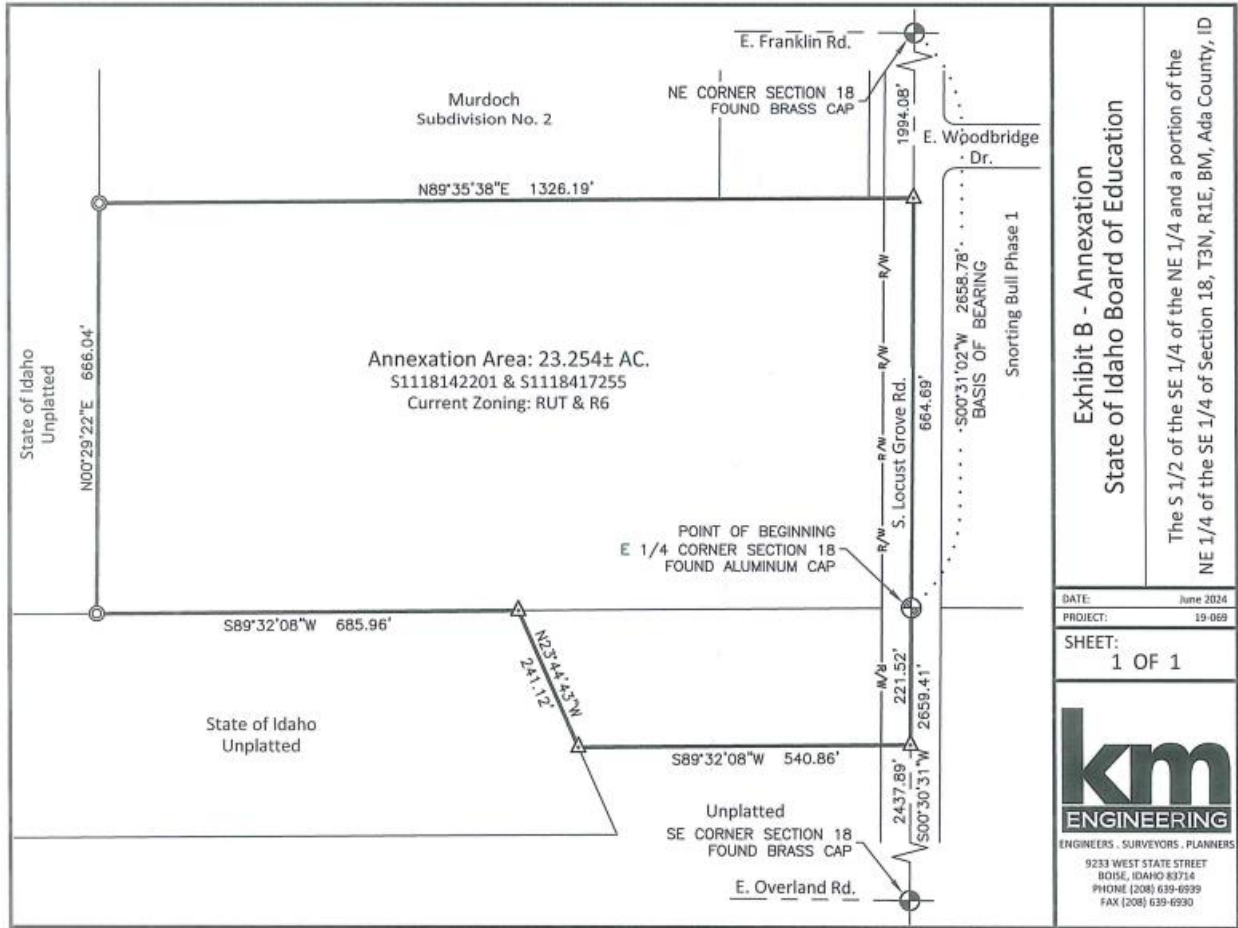 E. Franklin Rd.
NE CORNER SECTION 18
FOUND BRASS CAP
Murdoch
Subdivision No. 2
1994.08'
E. Woodbridge
Dr.
N89°35'38"E 1326.19'
State of Idaho
Unplatted
N00°29'22"E 666.04'
Annexation Area: 23.254± AC.
S1118142201 & S1118417255
Current Zoning: RUT & R6
R/W
R/W
R/W
R/W
R/W
S. Locust Grove Rd.
664.69'
S00°31'02"W 2658.78'
BASIS OF BEARING
Snorting Bull Phase 1
POINT OF BEGINNING
E 1/4 CORNER SECTION 18
FOUND ALUMINUM CAP
S89°32'08"W 685.96'
N23°44'43"W
241.12'
221.52'
2659.41'
S00°30'31"W
2437.89'
State of Idaho
Unplatted
S89°32'08"W 540.86'
Unplatted
SE CORNER SECTION 18
FOUND BRASS CAP
E. Overland Rd.
Exhibit B - Annexation
State of Idaho Board of Education
The S 1/2 of the SE 1/4 of the NE 1/4 and a portion of the
NE 1/4 of the SE 1/4 of Section 18, T3N, R1E, BM, Ada County, ID
DATE: June 2024
PROJECT: 19-069
SHEET:
1 OF 1
km
ENGINEERING
ENGINEERS . SURVEYORS . PLANNERS
9233 WEST STATE STREET
BOISE, IDAHO 83714
PHONE (208) 639-6939
FAX (208) 639-6930